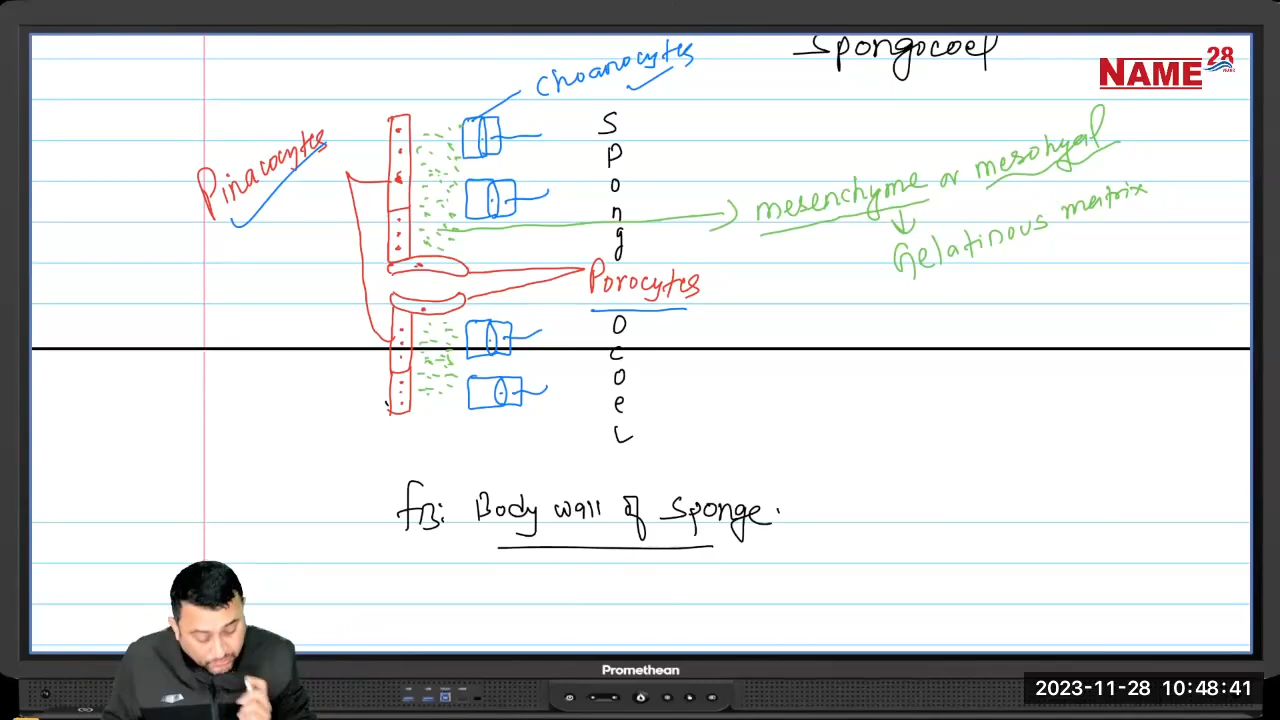 Spongocoel
NAME 28
YEARS
Choanocytes
Pinacocytes
S
P
o
n
g
O
c
o
e
L
mesenchyme or mesohyal
Gelatinous matrix
Porocytes
fig: Body wall of Sponge.
Promethean
2023-11-28 10:48:41